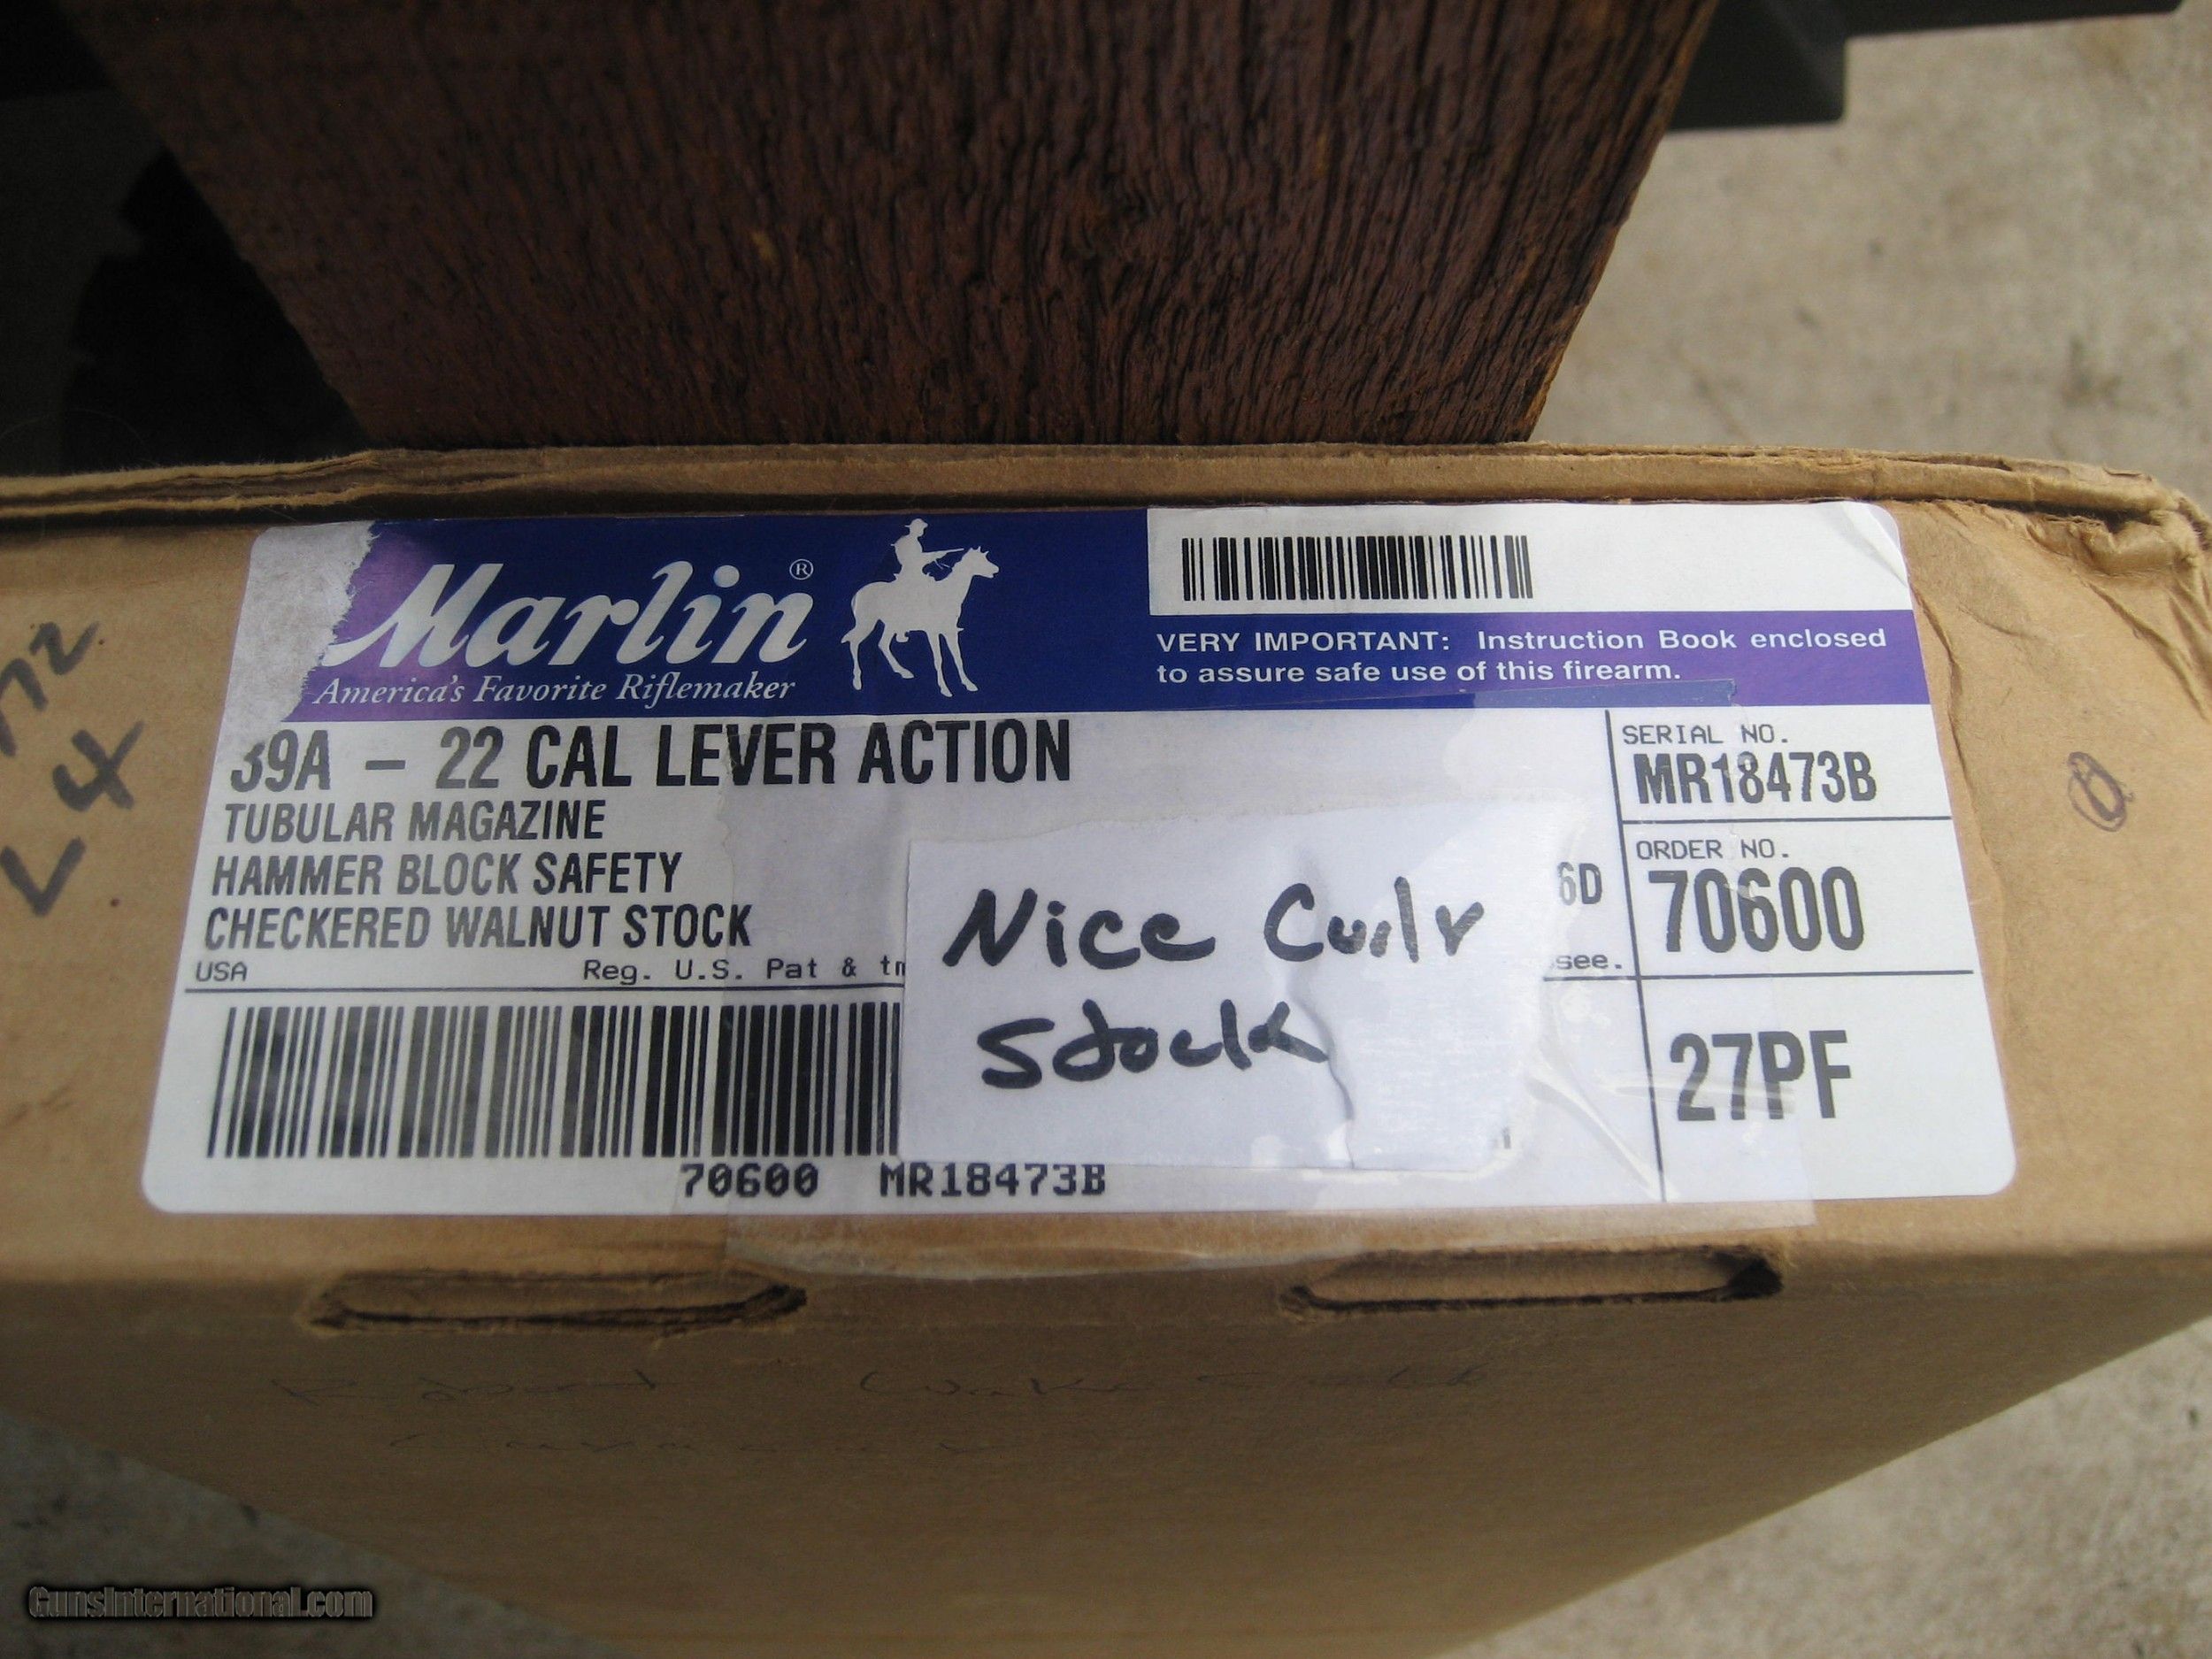 Marlin®
America's Favorite Riflemaker
VERY IMPORTANT: Instruction Book enclosed
to assure safe use of this firearm.
39A - 22 CAL LEVER ACTION
TUBULAR MAGAZINE
HAMMER BLOCK SAFETY
CHECKERED WALNUT STOCK
USA Reg. U.S. Pat & tm
6D
see.
SERIAL NO.
MR18473B
ORDER NO.
70600
27PF
Nice Curlr
Stock
70600 MR18473B
L4
GunsInternational.com